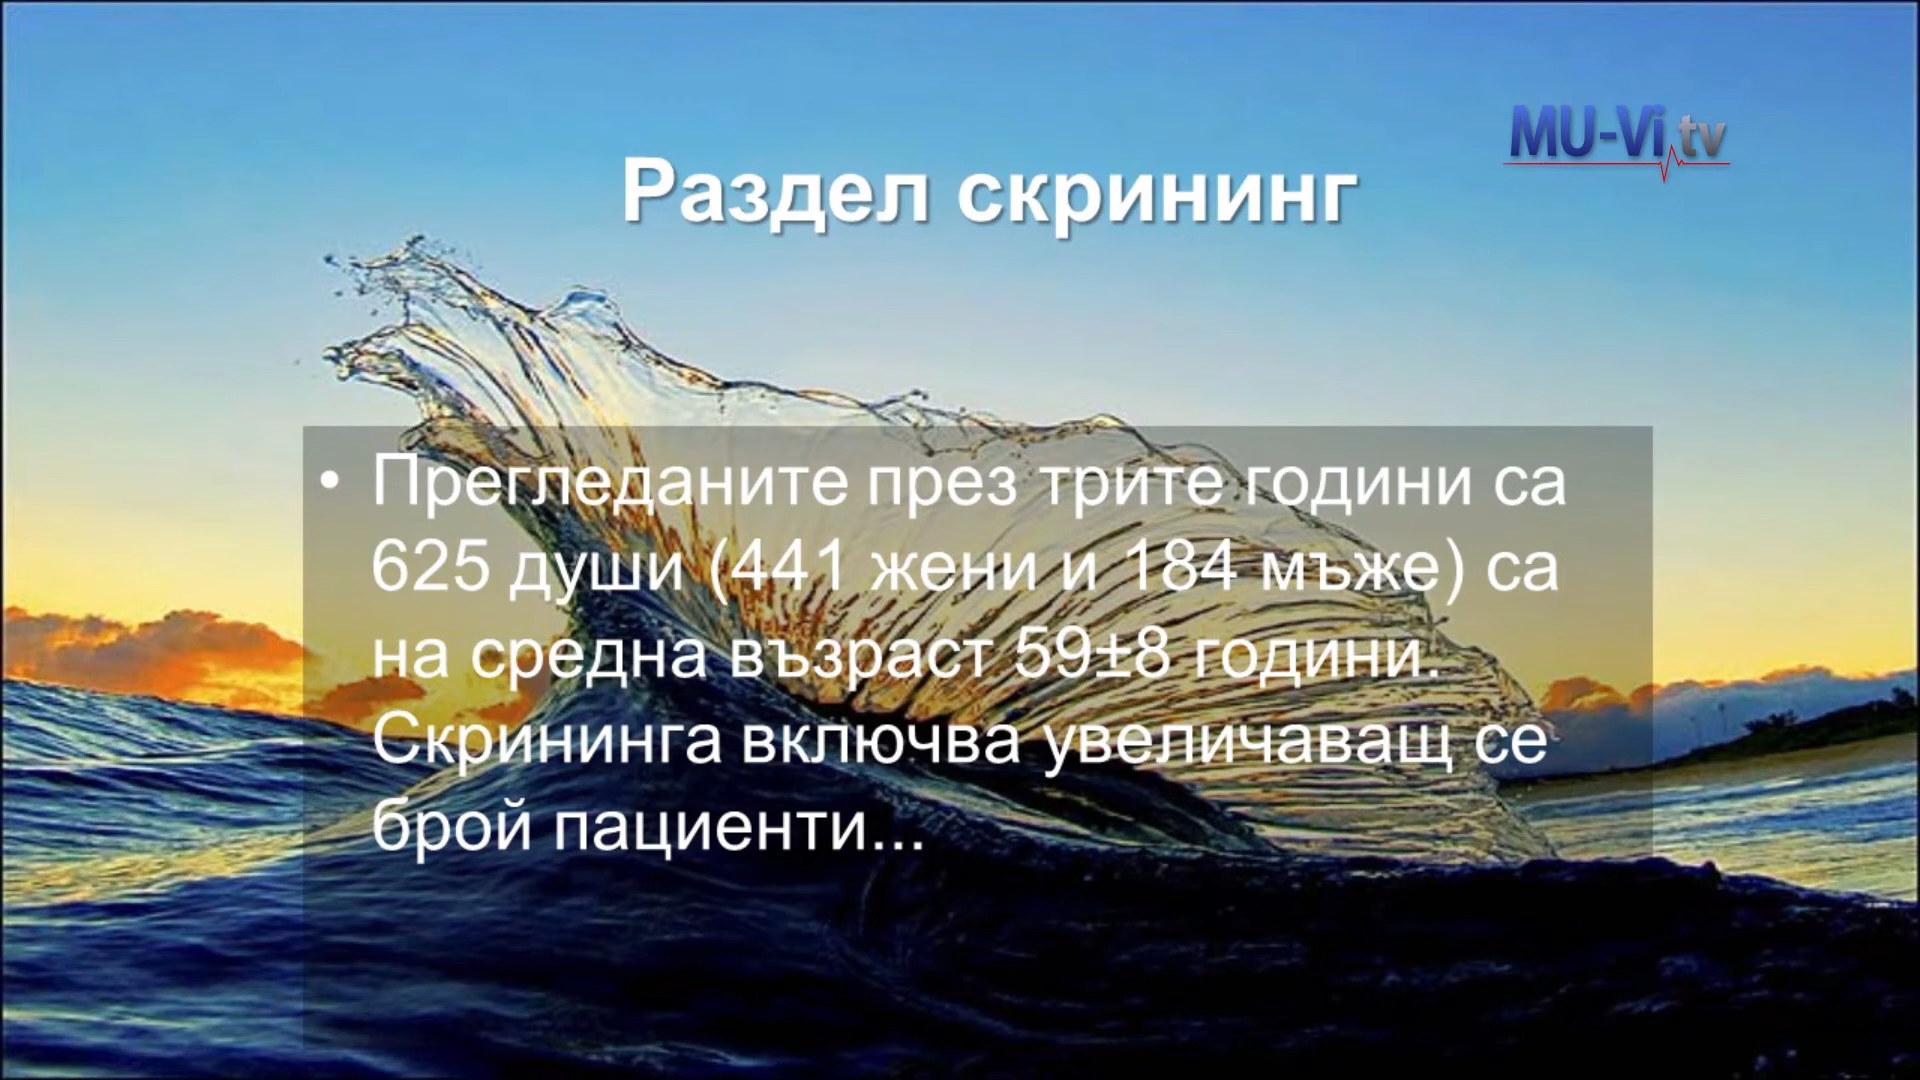 MU-Vi.tv
Раздел скрининг
• Прегледаните през трите години са
625 души (441 жени и 184 мъже) са
на средна възраст 59±8 години.
Скрининга включва увеличаващ се
брой пациенти...